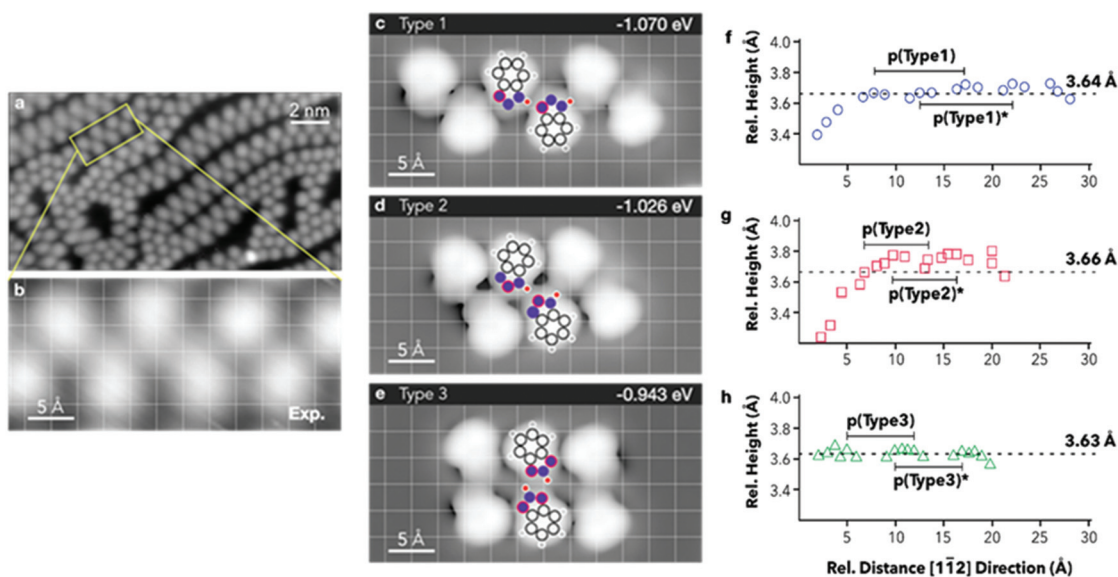 a
2 nm
b
5 Å
Exp.
c Type 1 -1.070 eV
5 Å
d Type 2 -1.026 eV
5 Å
e Type 3 -0.943 eV
5 Å
f
Rel. Height (Å)
4.0
3.8
3.6
3.4
p(Type1)
3.64 Å
p(Type1)*
5 10 15 20 25 30
g
Rel. Height (Å)
4.0
3.8
3.6
3.4
p(Type2)
3.66 Å
p(Type2)*
5 10 15 20 25 30
h
Rel. Height (Å)
4.0
3.8
3.6
3.4
p(Type3)
3.63 Å
p(Type3)*
5 10 15 20 25 30
Rel. Distance [11̅2] Direction (Å)